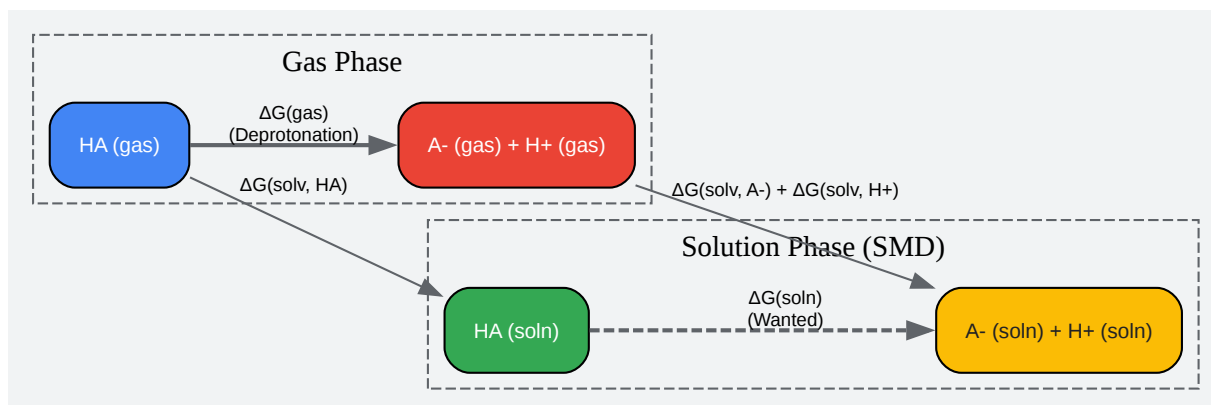 Gas Phase
HA (gas)
ΔG(gas)
(Deprotonation)
A- (gas) + H+ (gas)
ΔG(solv, HA)
ΔG(solv, A-) + ΔG(solv, H+)
Solution Phase (SMD)
HA (soln)
ΔG(soln)
(Wanted)
A- (soln) + H+ (soln)